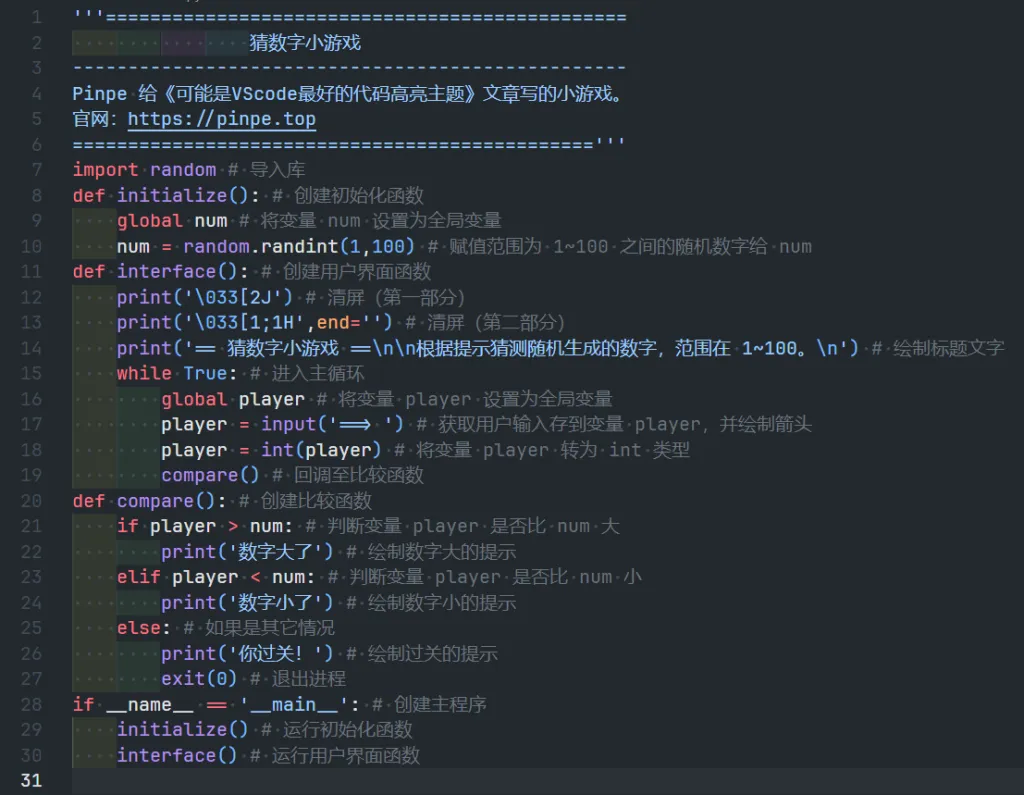 1 '''===============================================
2 猜数字小游戏
3 --------------------------------------------------
4 Pinpe 给《可能是VScode最好的代码高亮主题》文章写的小游戏。
5 官网：https://pinpe.top
6 ==============================================='''
7 import random # 导入库
8 def initialize(): # 创建初始化函数
9     global num # 将变量 num 设置为全局变量
10     num = random.randint(1,100) # 赋值范围为 1~100 之间的随机数字给 num
11 def interface(): # 创建用户界面函数
12     print('\033[2J') # 清屏（第一部分）
13     print('\033[1;1H',end='') # 清屏（第二部分）
14     print('== 猜数字小游戏 ==\n\n根据提示猜测随机生成的数字，范围在 1~100。\n') # 绘制标题文字
15     while True: # 进入主循环
16         global player # 将变量 player 设置为全局变量
17         player = input('==> ') # 获取用户输入存到变量 player，并绘制箭头
18         player = int(player) # 将变量 player 转为 int 类型
19         compare() # 回调至比较函数
20 def compare(): # 创建比较函数
21     if player > num: # 判断变量 player 是否比 num 大
22         print('数字大了') # 绘制数字大的提示
23     elif player < num: # 判断变量 player 是否比 num 小
24         print('数字小了') # 绘制数字小的提示
25     else: # 如果是其它情况
26         print('你过关！') # 绘制过关的提示
27         exit(0) # 退出进程
28 if __name__ == '__main__': # 创建主程序
29     initialize() # 运行初始化函数
30     interface() # 运行用户界面函数
31